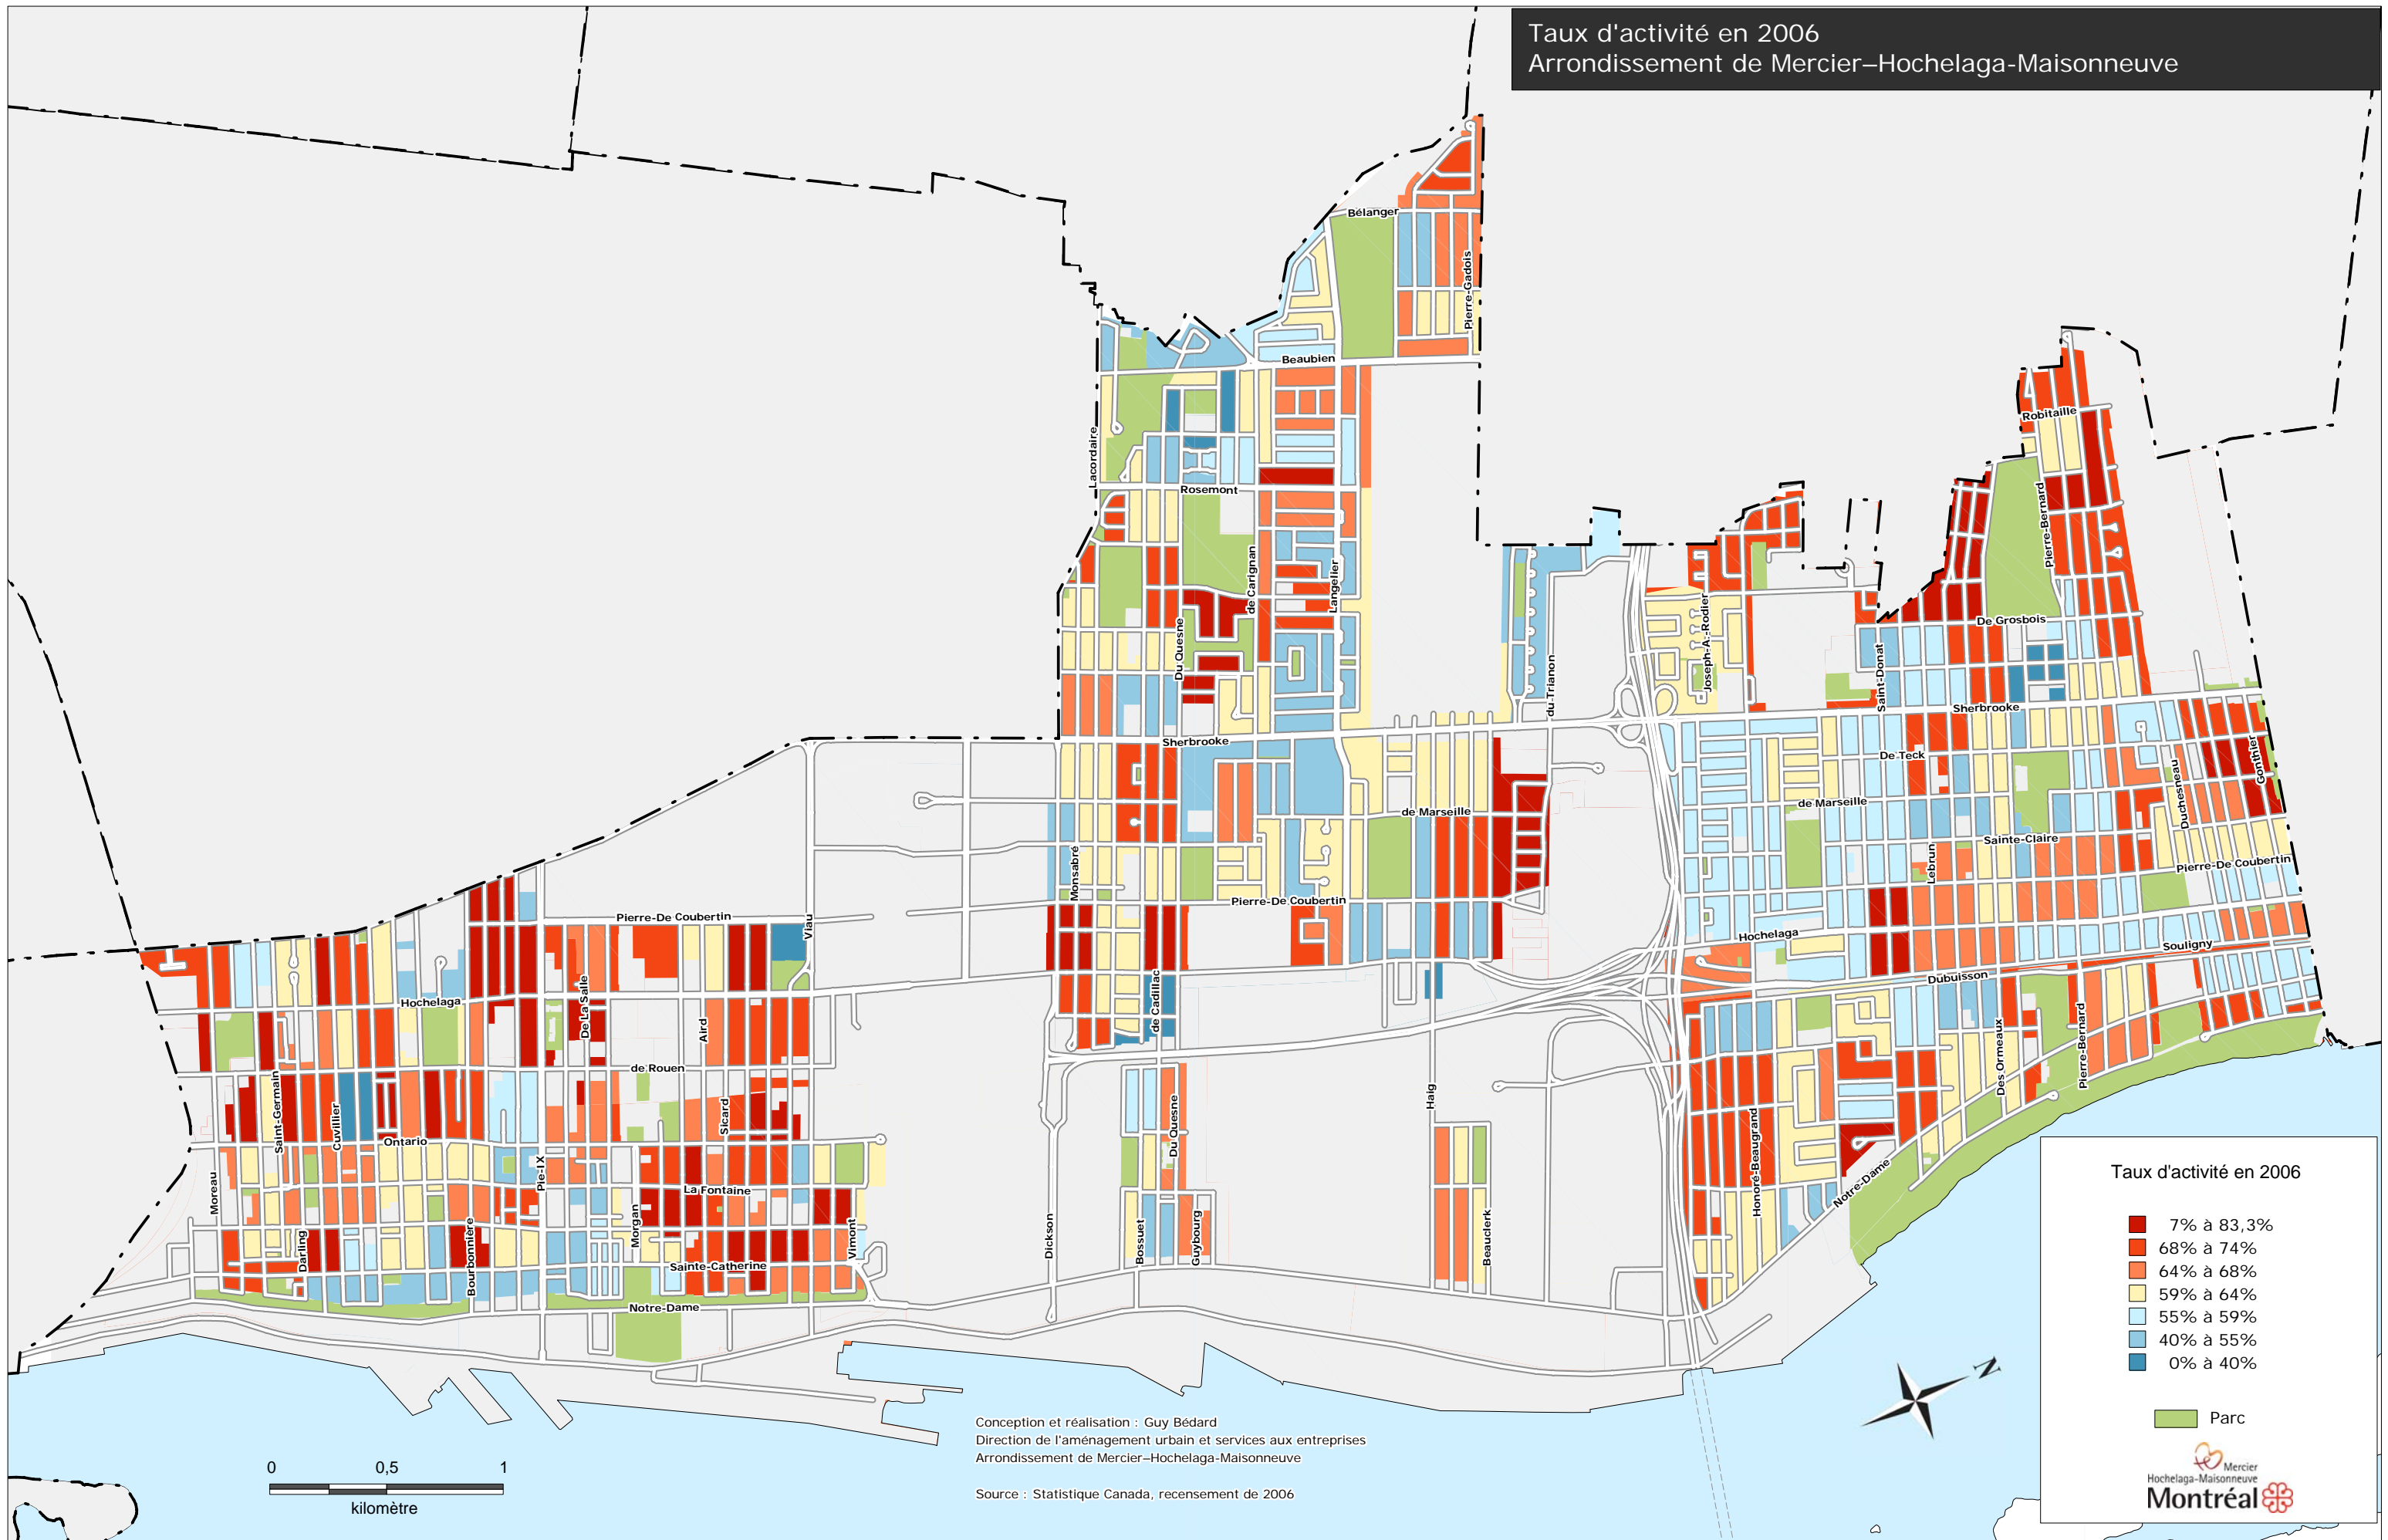 Taux d'activité en 2006
Arrondissement de Mercier–Hochelaga-Maisonneuve
Bélanger
Pierre-Gadois
Beaubien
Lacordaire
Rosemont
Robitaille
Pierre-Bernard
de Carignan
Langelier
Du Quesne
Joseph-A.-Rodier
De Grosbois
du Trianon
Saint-Donat
Sherbrooke
Sherbrooke
De Teck
Gonthier
Duchesneau
de Marseille
de Marseille
Sainte-Claire
Lebrun
Monsabré
Pierre-De Coubertin
Pierre-De Coubertin
Pierre-De Coubertin
Viau
Hochelaga
Souligny
Dubuisson
Hochelaga
De La Salle
de Cadillac
Aird
Des Ormeaux
Pierre-Bernard
de Rouen
Saint-Germain
Cuvillier
Ontario
Sicard
Du Quesne
Haig
Honoré-Beaugrand
Moreau
Pie-IX
La Fontaine
Notre-Dame
Darling
Bourbonnière
Morgan
Vimont
Dickson
Bossuet
Guybourg
Beauclerk
Sainte-Catherine
Notre-Dame
Taux d'activité en 2006
7% à 83,3%
68% à 74%
64% à 68%
59% à 64%
55% à 59%
40% à 55%
0% à 40%
Parc
N
Conception et réalisation : Guy Bédard
Direction de l'aménagement urbain et services aux entreprises
Arrondissement de Mercier–Hochelaga-Maisonneuve
Source : Statistique Canada, recensement de 2006
0 0,5 1
kilomètre
Mercier
Hochelaga-Maisonneuve
Montréal